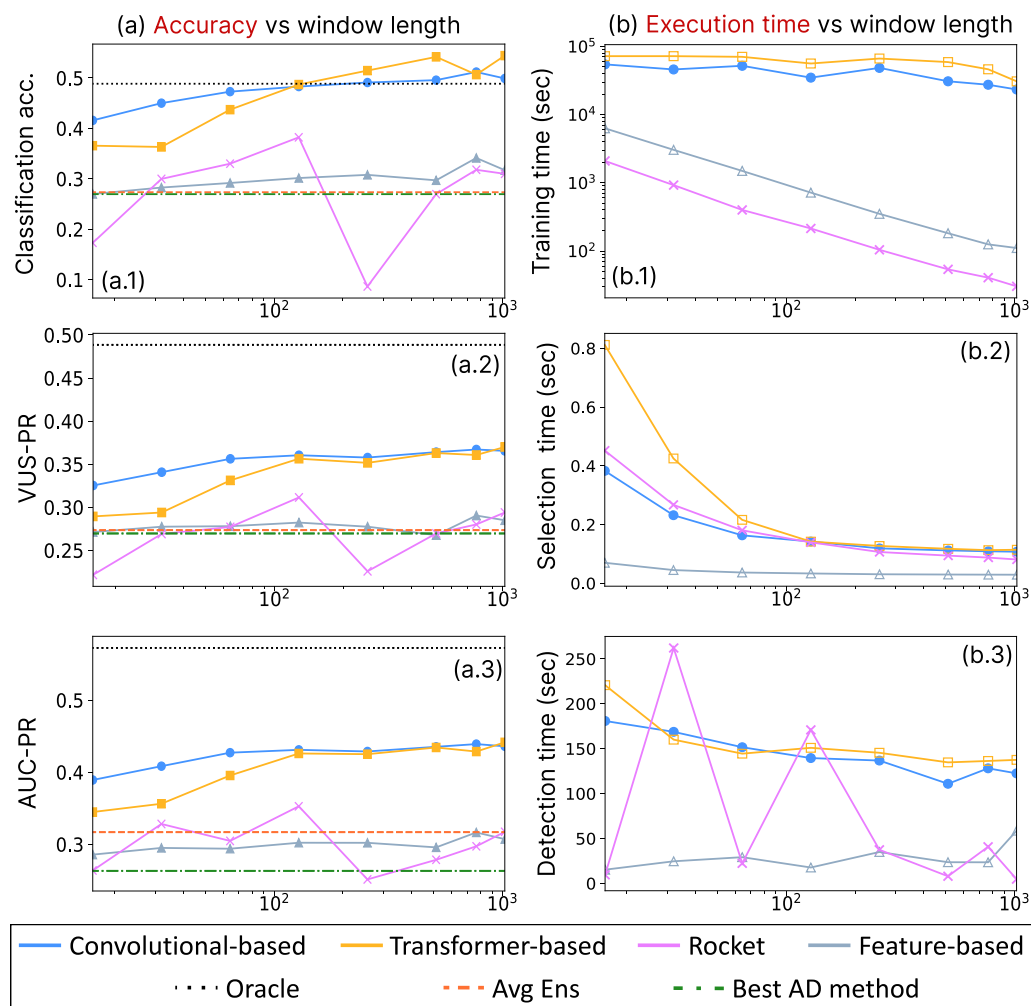 (a) Accuracy vs window length
(b) Execution time vs window length
Classification acc.
0.5
0.4
0.3
0.2
0.1
(a.1)
10²
10³
Training time (sec)
10⁵
10⁴
10³
10²
(b.1)
10²
10³
VUS-PR
0.50
0.45
0.40
0.35
0.30
0.25
(a.2)
10²
10³
Selection time (sec)
0.8
0.6
0.4
0.2
0.0
(b.2)
10²
10³
AUC-PR
0.5
0.4
0.3
(a.3)
10²
10³
Detection time (sec)
250
200
150
100
50
0
(b.3)
10²
10³
Convolutional-based Transformer-based Rocket Feature-based
Oracle Avg Ens Best AD method